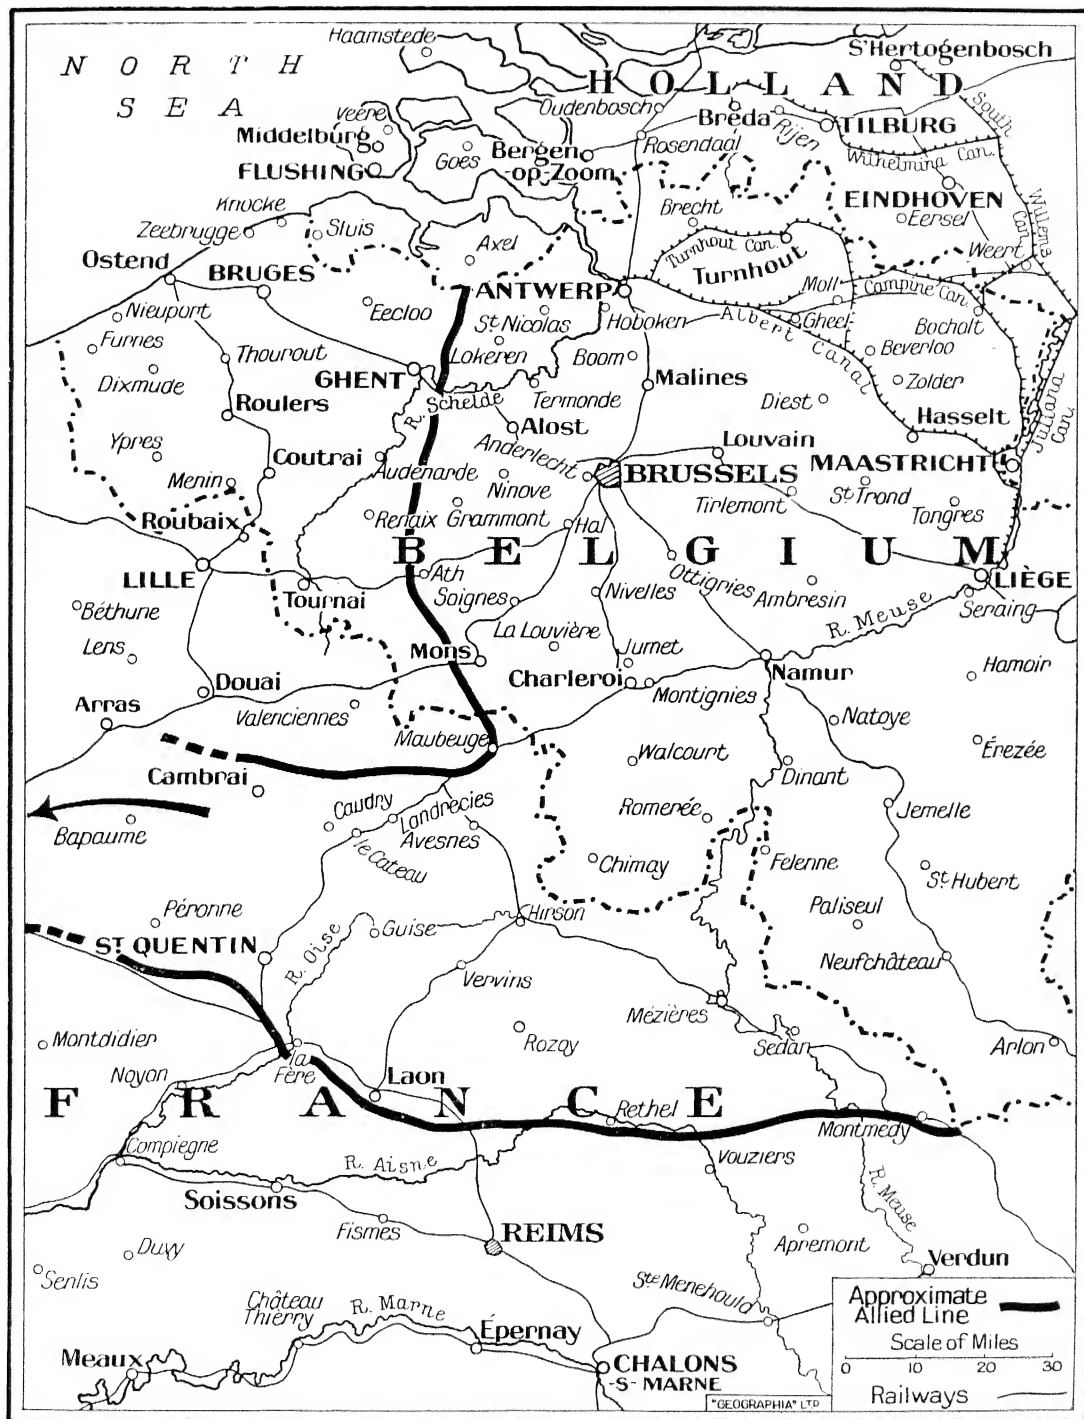 Haamstede
NORTH
SEA
HOLLAND
S'Hertogenbosch
Veere
Middelburg
FLUSHING
Goes
Bergen
-op-Zoom
Oudenbosch
Breda
Rijen
TILBURG
Rosendaal
Wilhelmina Can.
South
Willems
Can.
EINDHOVEN
Eersel
Weert
Knocke
Zeebrugge
Sluis
Axel
Brecht
Turnhout Can.
Turnhout
Ostend
BRUGES
ANTWERP
Moll
Campine Can.
Nieuport
Eecloo
St Nicolas
Hoboken
Albert Canal
Gheel
Bocholt
Furnes
Thourout
Lokeren
Boom
Beverloo
Dixmude
GHENT
R. Schelde
Termonde
Malines
Zolder
Juliana
Can.
Roulers
Alost
Diest
Hasselt
Ypres
Coutrai
Audenarde
Anderlecht
Louvain
MAASTRICHT
Menin
Ninove
BRUSSELS
Tirlemont
St Trond
Tongres
Roubaix
Renaix
Grammont
Hal
BELGIUM
LILLE
Tournai
Ath
Soignes
Nivelles
Ottignies
Ambresin
LIÈGE
Seraing
R. Meuse
Béthune
Lens
La Louvière
Mons
Jumet
Hamoir
Douai
Charleroi
Montignies
Namur
Arras
Valenciennes
Natoye
Maubeuge
Walcourt
Dinant
Érezée
Cambrai
Caudry
Landrecies
Romerée
Jemelle
Bapaume
le Cateau
Avesnes
Chimay
Felenne
St Hubert
Péronne
Guise
Hirson
Paliseul
ST QUENTIN
R. Oise
Vervins
Neufchâteau
Mézières
Montdidier
Rozoy
Sedan
Arlon
Noyon
la
Fère
Laon
FRANCE
Rethel
Montmedy
Compiegne
R. Aisne
Vouziers
Soissons
R. Meuse
Fismes
REIMS
Apremont
Duxy
Verdun
Senlis
Ste Menehould
Château
Thierry
R. Marne
Épernay
Meaux
CHALONS
-S-MARNE
Approximate
Allied Line
Scale of Miles
0 10 20 30
Railways
"GEOGRAPHIA" LTD